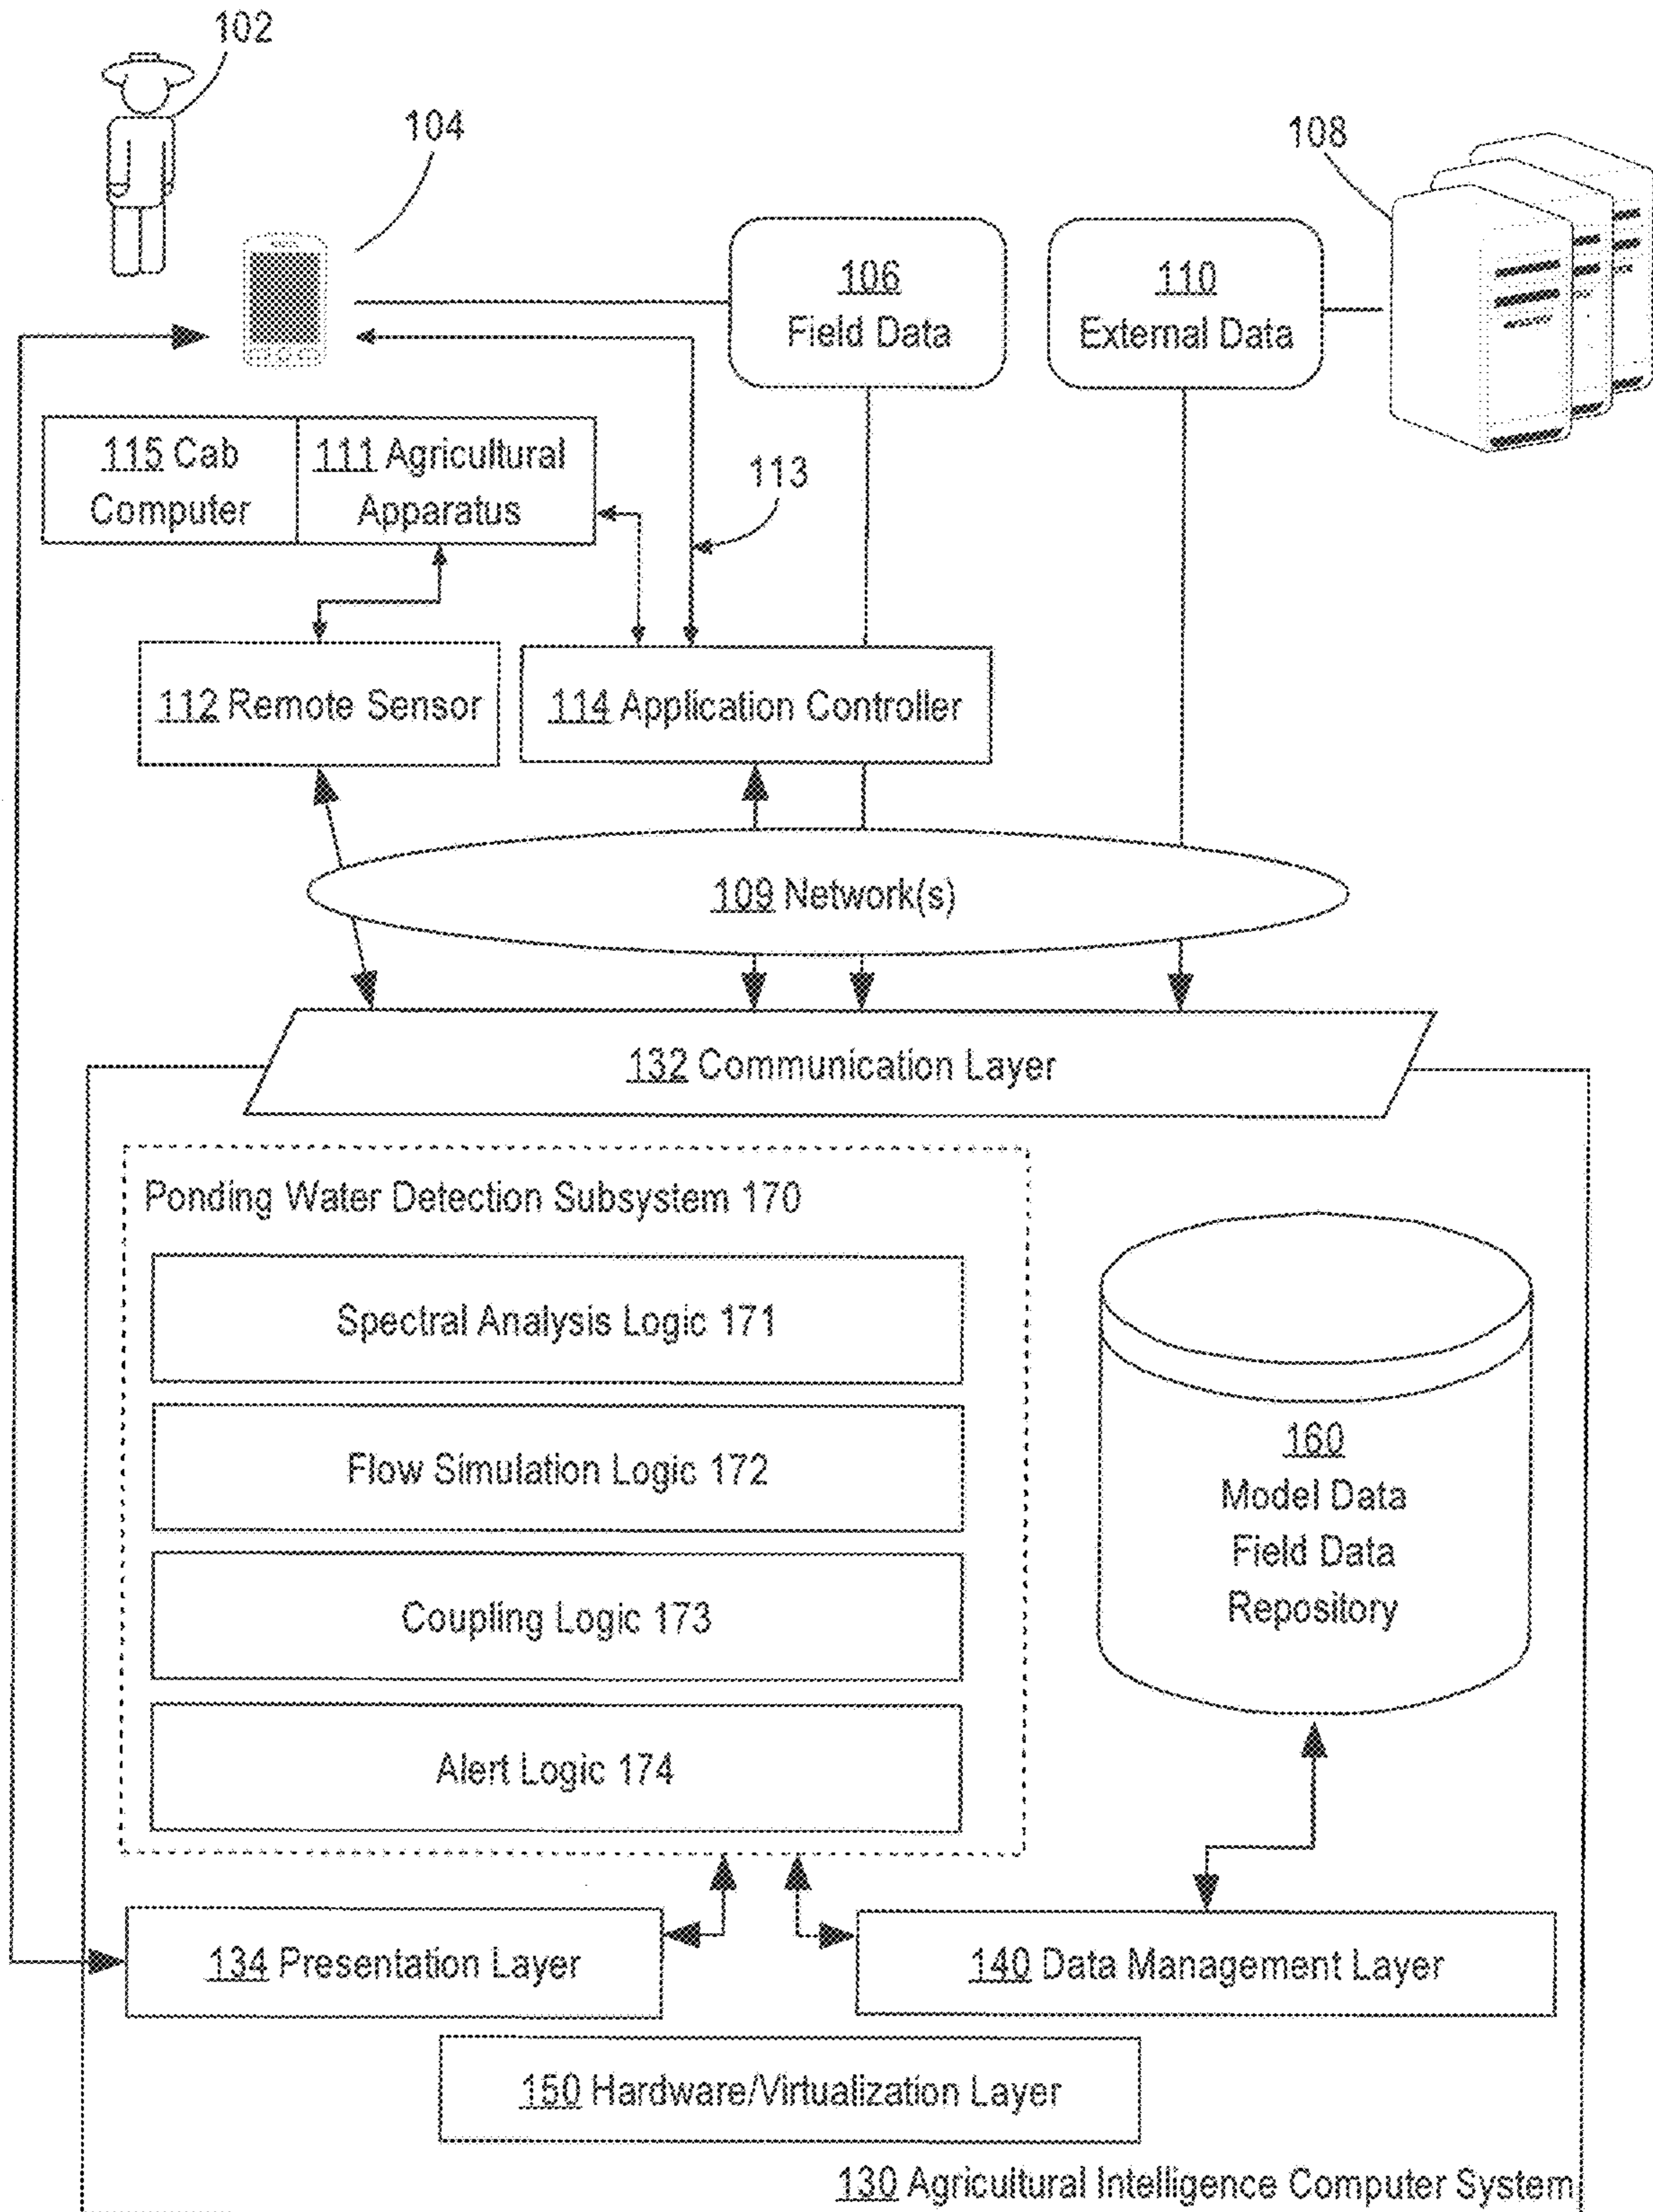 102
104
108
106
Field Data
110
External Data
115 Cab
Computer
111 Agricultural
Apparatus
113
112 Remote Sensor
114 Application Controller
109 Network(s)
132 Communication Layer
Ponding Water Detection Subsystem 170
Spectral Analysis Logic 171
Flow Simulation Logic 172
Coupling Logic 173
Alert Logic 174
160
Model Data
Field Data
Repository
134 Presentation Layer
140 Data Management Layer
150 Hardware/Virtualization Layer
130 Agricultural Intelligence Computer System